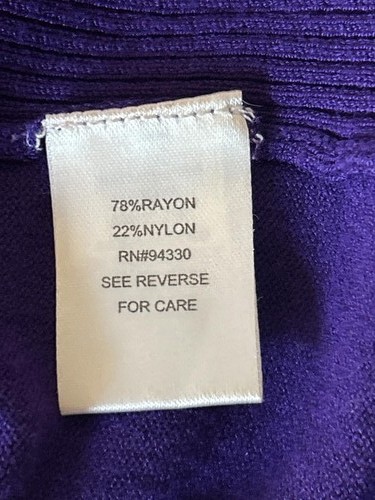 78%RAYON
22%NYLON
RN#94330
SEE REVERSE
FOR CARE